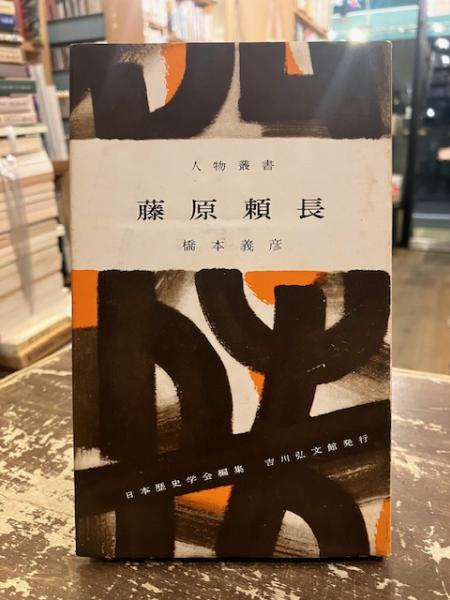 人物叢書
藤原頼長
橋本義彦
日本歴史学会編集 吉川弘文館発行